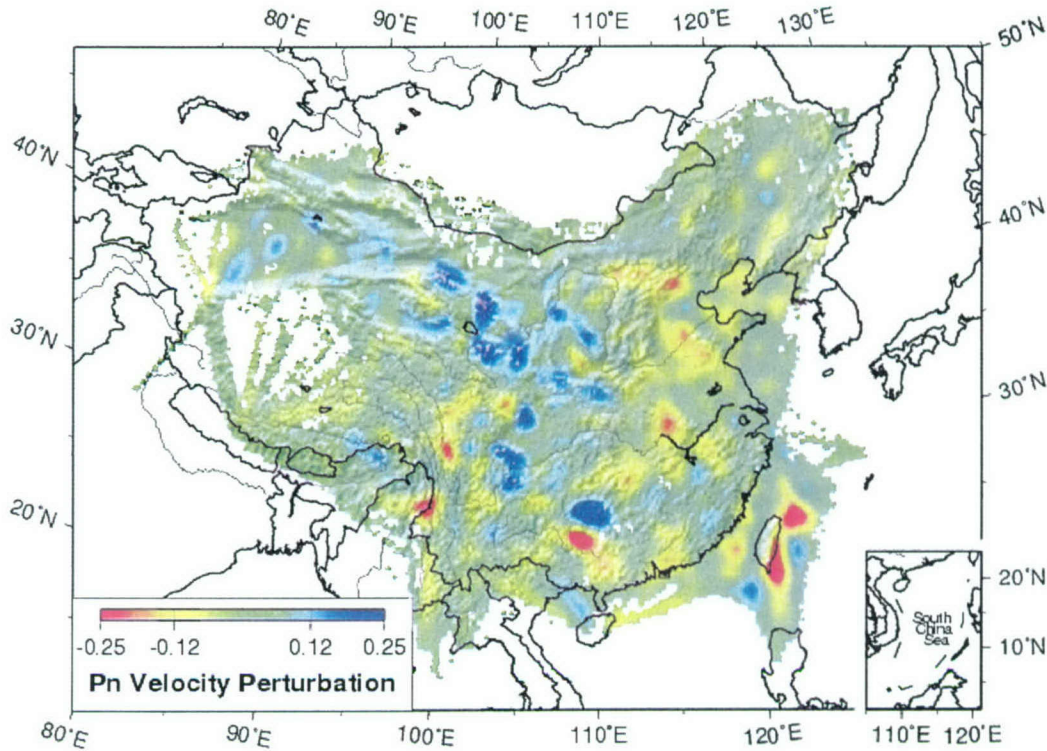 80°E 90°E 100°E 110°E 120°E 130°E
50°N
40°N
40°N
30°N
30°N
20°N
20°N
10°N
South
China
Sea
-0.25 -0.12 0.12 0.25
Pn Velocity Perturbation
80°E 90°E 100°E 110°E 120°E 110°E 120°E